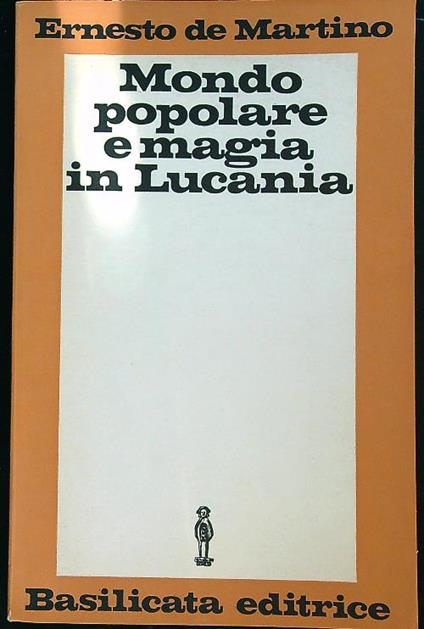 Ernesto de Martino
Mondo
popolare
e magia
in Lucania
Basilicata editrice